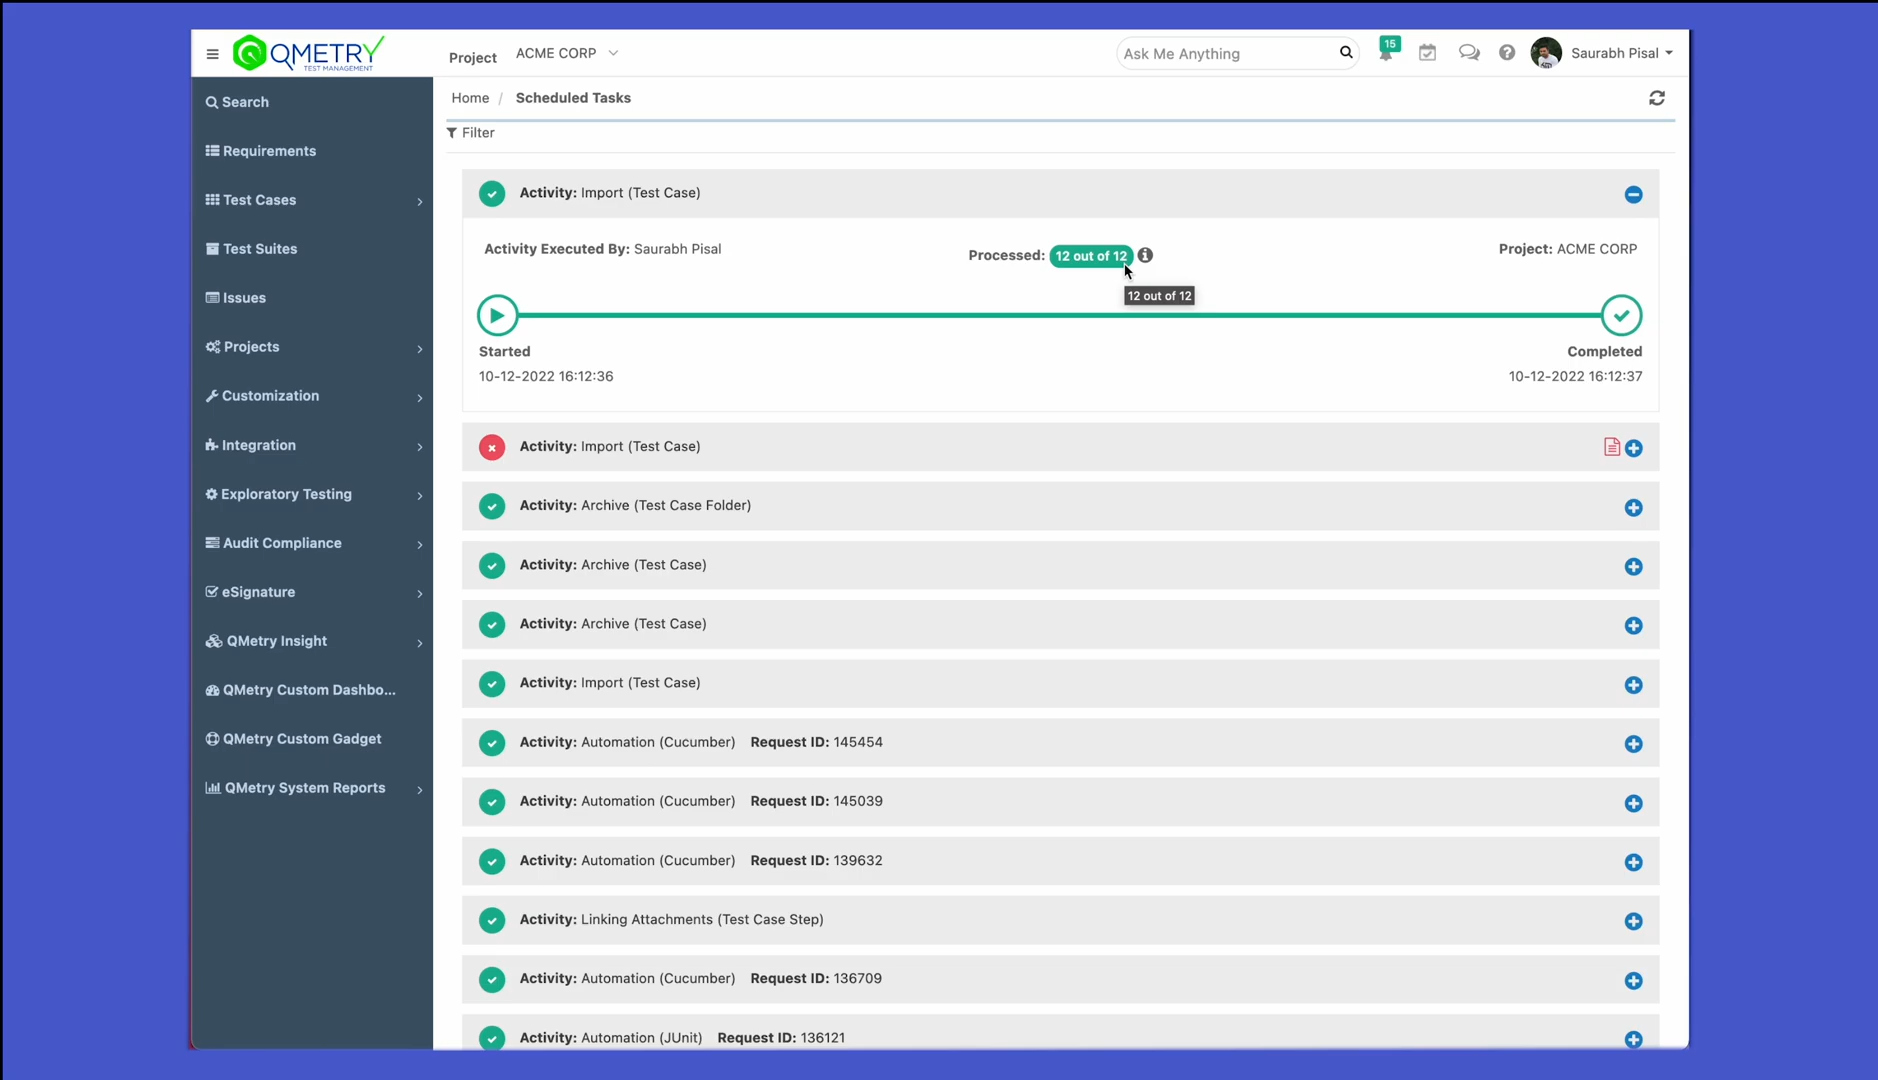 QMETRY
TEST MANAGEMENT
Project ACME CORP
Ask Me Anything
15
Saurabh Pisal
Search
Requirements
Test Cases
Test Suites
Issues
Projects
Customization
Integration
Exploratory Testing
Audit Compliance
eSignature
QMetry Insight
QMetry Custom Dashbo...
QMetry Custom Gadget
QMetry System Reports
Home / Scheduled Tasks
Filter
Activity: Import (Test Case)
Activity Executed By: Saurabh Pisal
Processed: 12 out of 12
Project: ACME CORP
12 out of 12
Started
Completed
10-12-2022 16:12:36
10-12-2022 16:12:37
Activity: Import (Test Case)
Activity: Archive (Test Case Folder)
Activity: Archive (Test Case)
Activity: Archive (Test Case)
Activity: Import (Test Case)
Activity: Automation (Cucumber) Request ID: 145454
Activity: Automation (Cucumber) Request ID: 145039
Activity: Automation (Cucumber) Request ID: 139632
Activity: Linking Attachments (Test Case Step)
Activity: Automation (Cucumber) Request ID: 136709
Activity: Automation (JUnit) Request ID: 136121